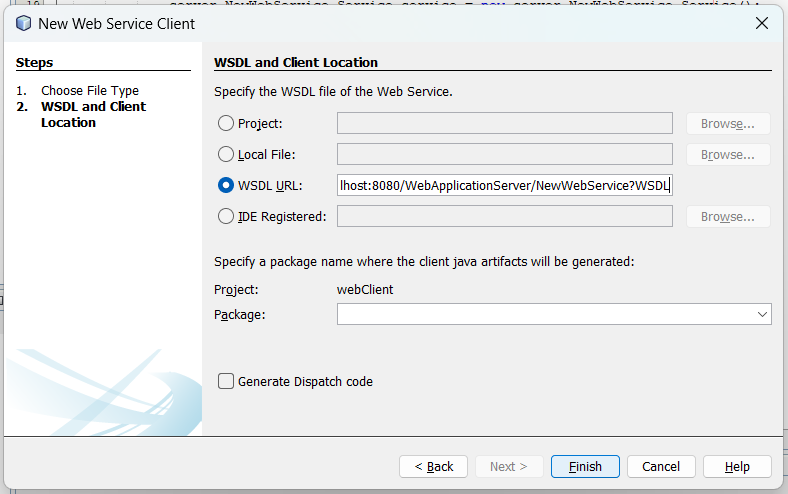 New Web Service Client
Steps
1. Choose File Type
2. WSDL and Client
Location
WSDL and Client Location
Specify the WSDL file of the Web Service.
Project:
Browse...
Local File:
Browse...
WSDL URL:
lhost:8080/WebApplicationServer/NewWebService?WSDL
IDE Registered:
Browse...
Specify a package name where the client java artifacts will be generated:
Project:
webClient
Package:
Generate Dispatch code
< Back
Next >
Finish
Cancel
Help